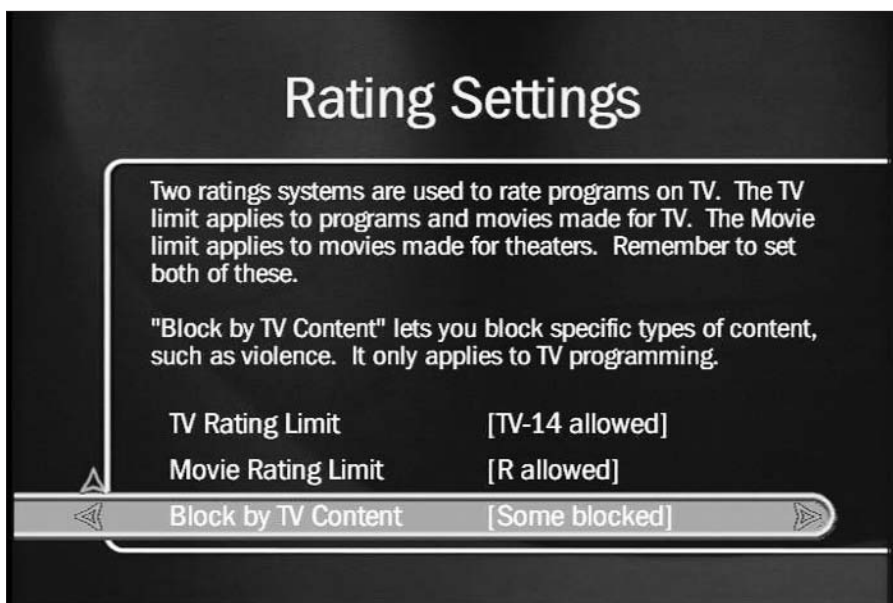 Rating Settings
Two ratings systems are used to rate programs on TV.  The TV
limit applies to programs and movies made for TV.  The Movie
limit applies to movies made for theaters.  Remember to set
both of these.
"Block by TV Content" lets you block specific types of content,
such as violence.  It only applies to TV programming.
TV Rating Limit [TV-14 allowed]
Movie Rating Limit [R allowed]
Block by TV Content [Some blocked]